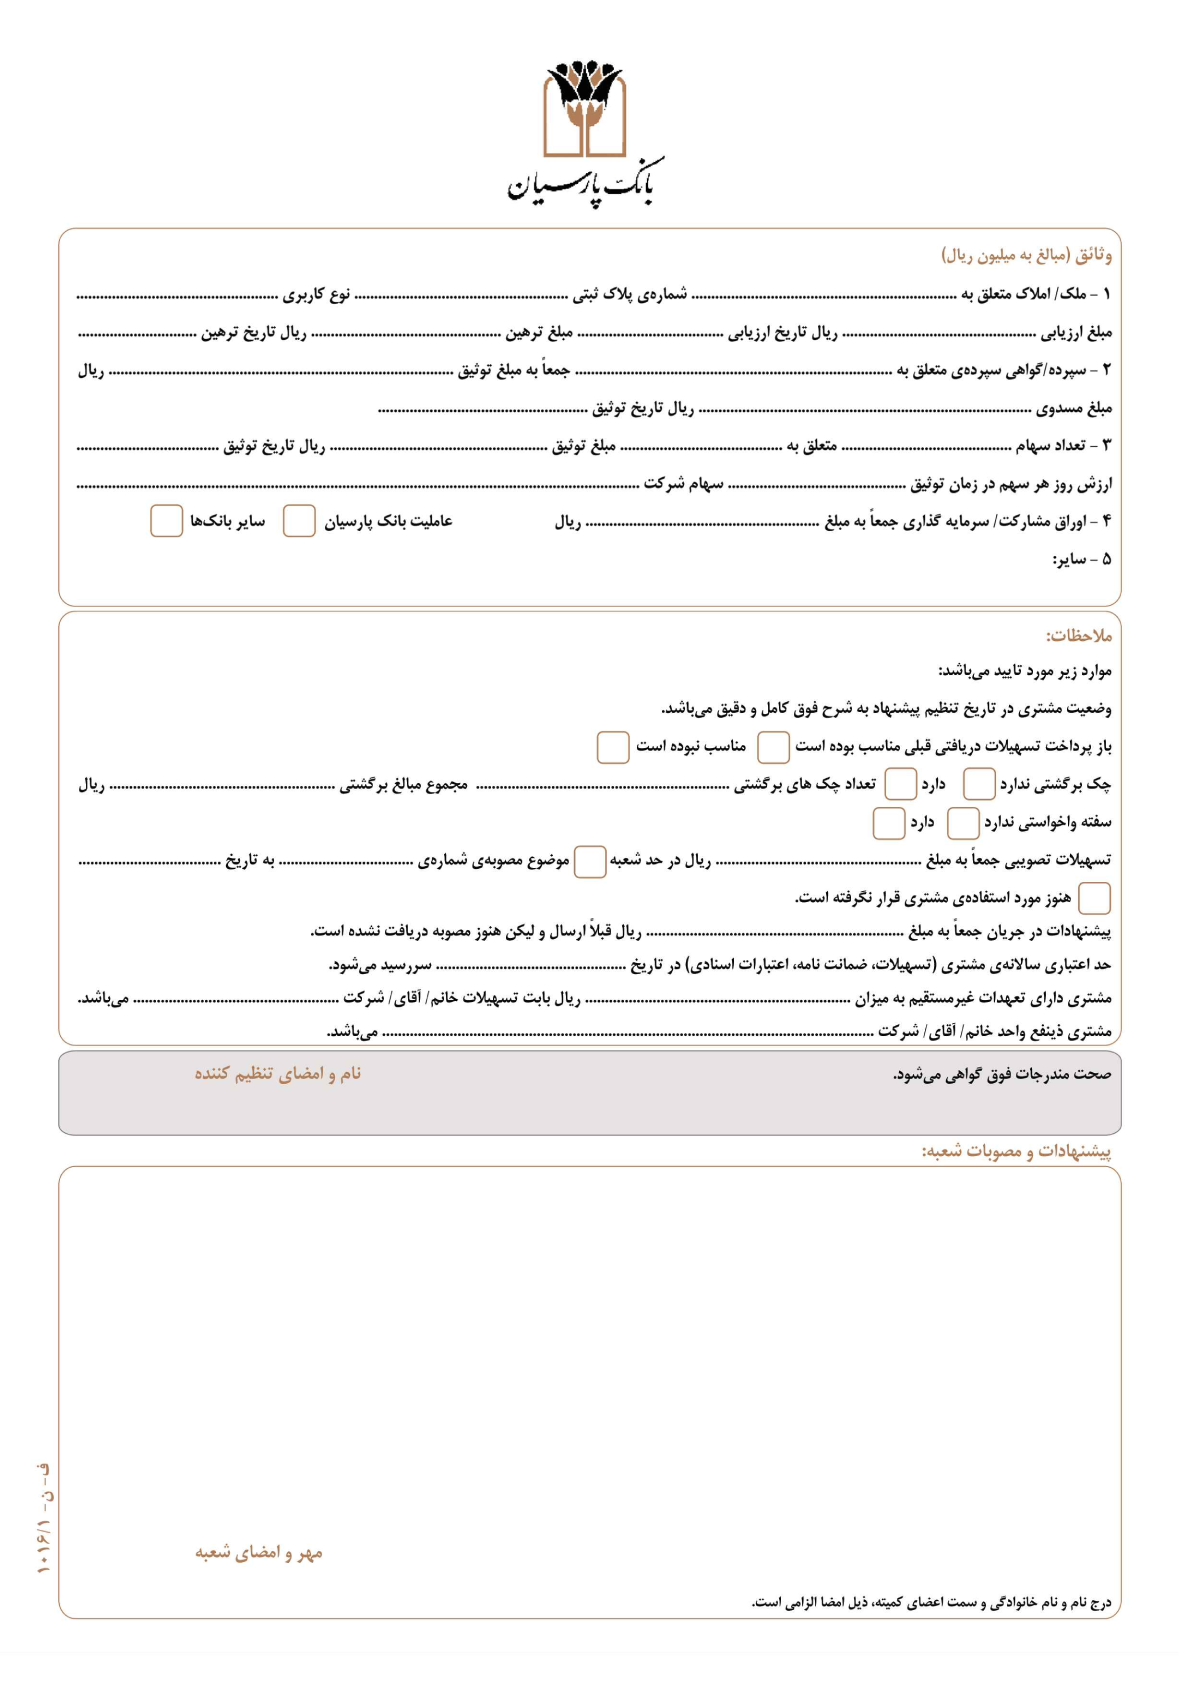 بانک پارسیان
وثائق (مبالغ به میلیون ریال)
۱ - ملک/ املاک متعلق به ........................ شماره‌ی پلاک ثبتی ........................ نوع کاربری ........................
مبلغ ارزیابی ........................ ریال تاریخ ارزیابی ........................ مبلغ ترهین ........................ ریال تاریخ ترهین ........................
۲ - سپرده/گواهی سپرده‌ی متعلق به ........................ جمعاً به مبلغ توثیق ........................ ریال
مبلغ مسدوی ........................ ریال تاریخ توثیق ........................
۳ - تعداد سهام ........................ متعلق به ........................ مبلغ توثیق ........................ ریال تاریخ توثیق ........................
ارزش روز هر سهم در زمان توثیق ........................ سهام شرکت ........................
۴ - اوراق مشارکت/ سرمایه گذاری جمعاً به مبلغ ........................ ریال عاملیت بانک پارسیان سایر بانک‌ها
۵ - سایر:
ملاحظات:
موارد زیر مورد تایید می‌باشد:
وضعیت مشتری در تاریخ تنظیم پیشنهاد به شرح فوق کامل و دقیق می‌باشد.
باز پرداخت تسهیلات دریافتی قبلی مناسب بوده است مناسب نبوده است
چک برگشتی ندارد دارد تعداد چک های برگشتی ........................ مجموع مبالغ برگشتی ........................ ریال
سفته واخواستی ندارد دارد
تسهیلات تصویبی جمعاً به مبلغ ........................ ریال در حد شعبه موضوع مصوبه‌ی شماره‌ی ........................ به تاریخ ........................
هنوز مورد استفاده‌ی مشتری قرار نگرفته است.
پیشنهادات در جریان جمعاً به مبلغ ........................ ریال قبلاً ارسال و لیکن هنوز مصوبه دریافت نشده است.
حد اعتباری سالانه‌ی مشتری (تسهیلات، ضمانت نامه، اعتبارات اسنادی) در تاریخ ........................ سررسید می‌شود.
مشتری دارای تعهدات غیرمستقیم به میزان ........................ ریال بابت تسهیلات خانم/ آقای/ شرکت ........................ می‌باشد.
مشتری ذینفع واحد خانم/ آقای/ شرکت ........................ می‌باشد.
صحت مندرجات فوق گواهی می‌شود. نام و امضای تنظیم کننده
پیشنهادات و مصوبات شعبه:
مهر و امضای شعبه
درج نام و نام خانوادگی و سمت اعضای کمیته، ذیل امضا الزامی است.
ف- ن- ۱۰۱۶/۱